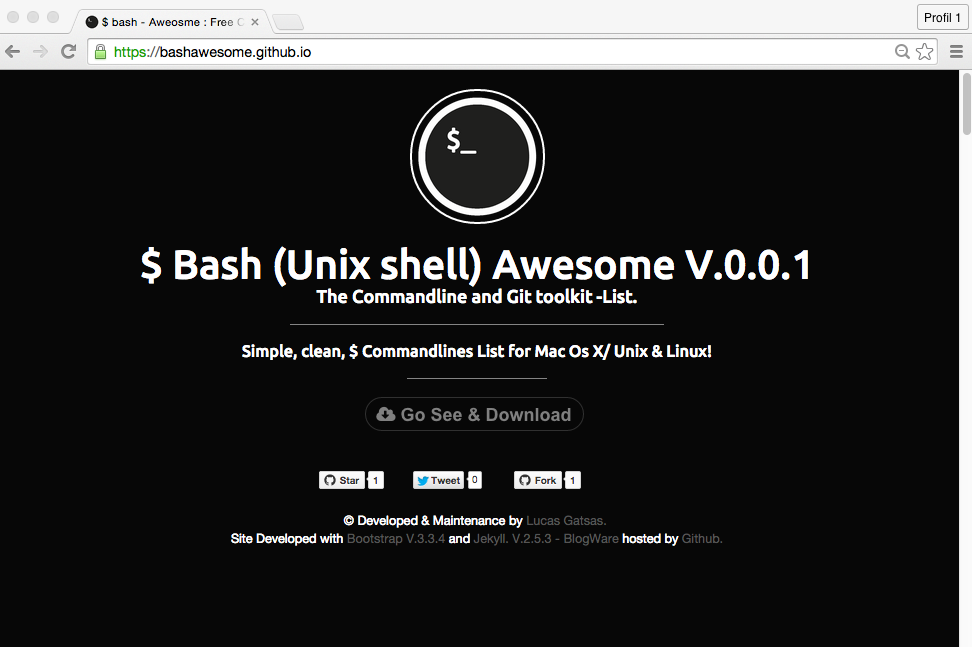 Profil 1
$ bash - Aweosme : Free C
https://bashawesome.github.io
$_
$ Bash (Unix shell) Awesome V.0.0.1
The Commandline and Git toolkit -List.
Simple, clean, $ Commandlines List for Mac Os X/ Unix & Linux!
Go See & Download
Star 1 Tweet 0 Fork 1
© Developed & Maintenance by Lucas Gatsas.
Site Developed with Bootstrap V.3.3.4 and Jekyll. V.2.5.3 - BlogWare hosted by Github.